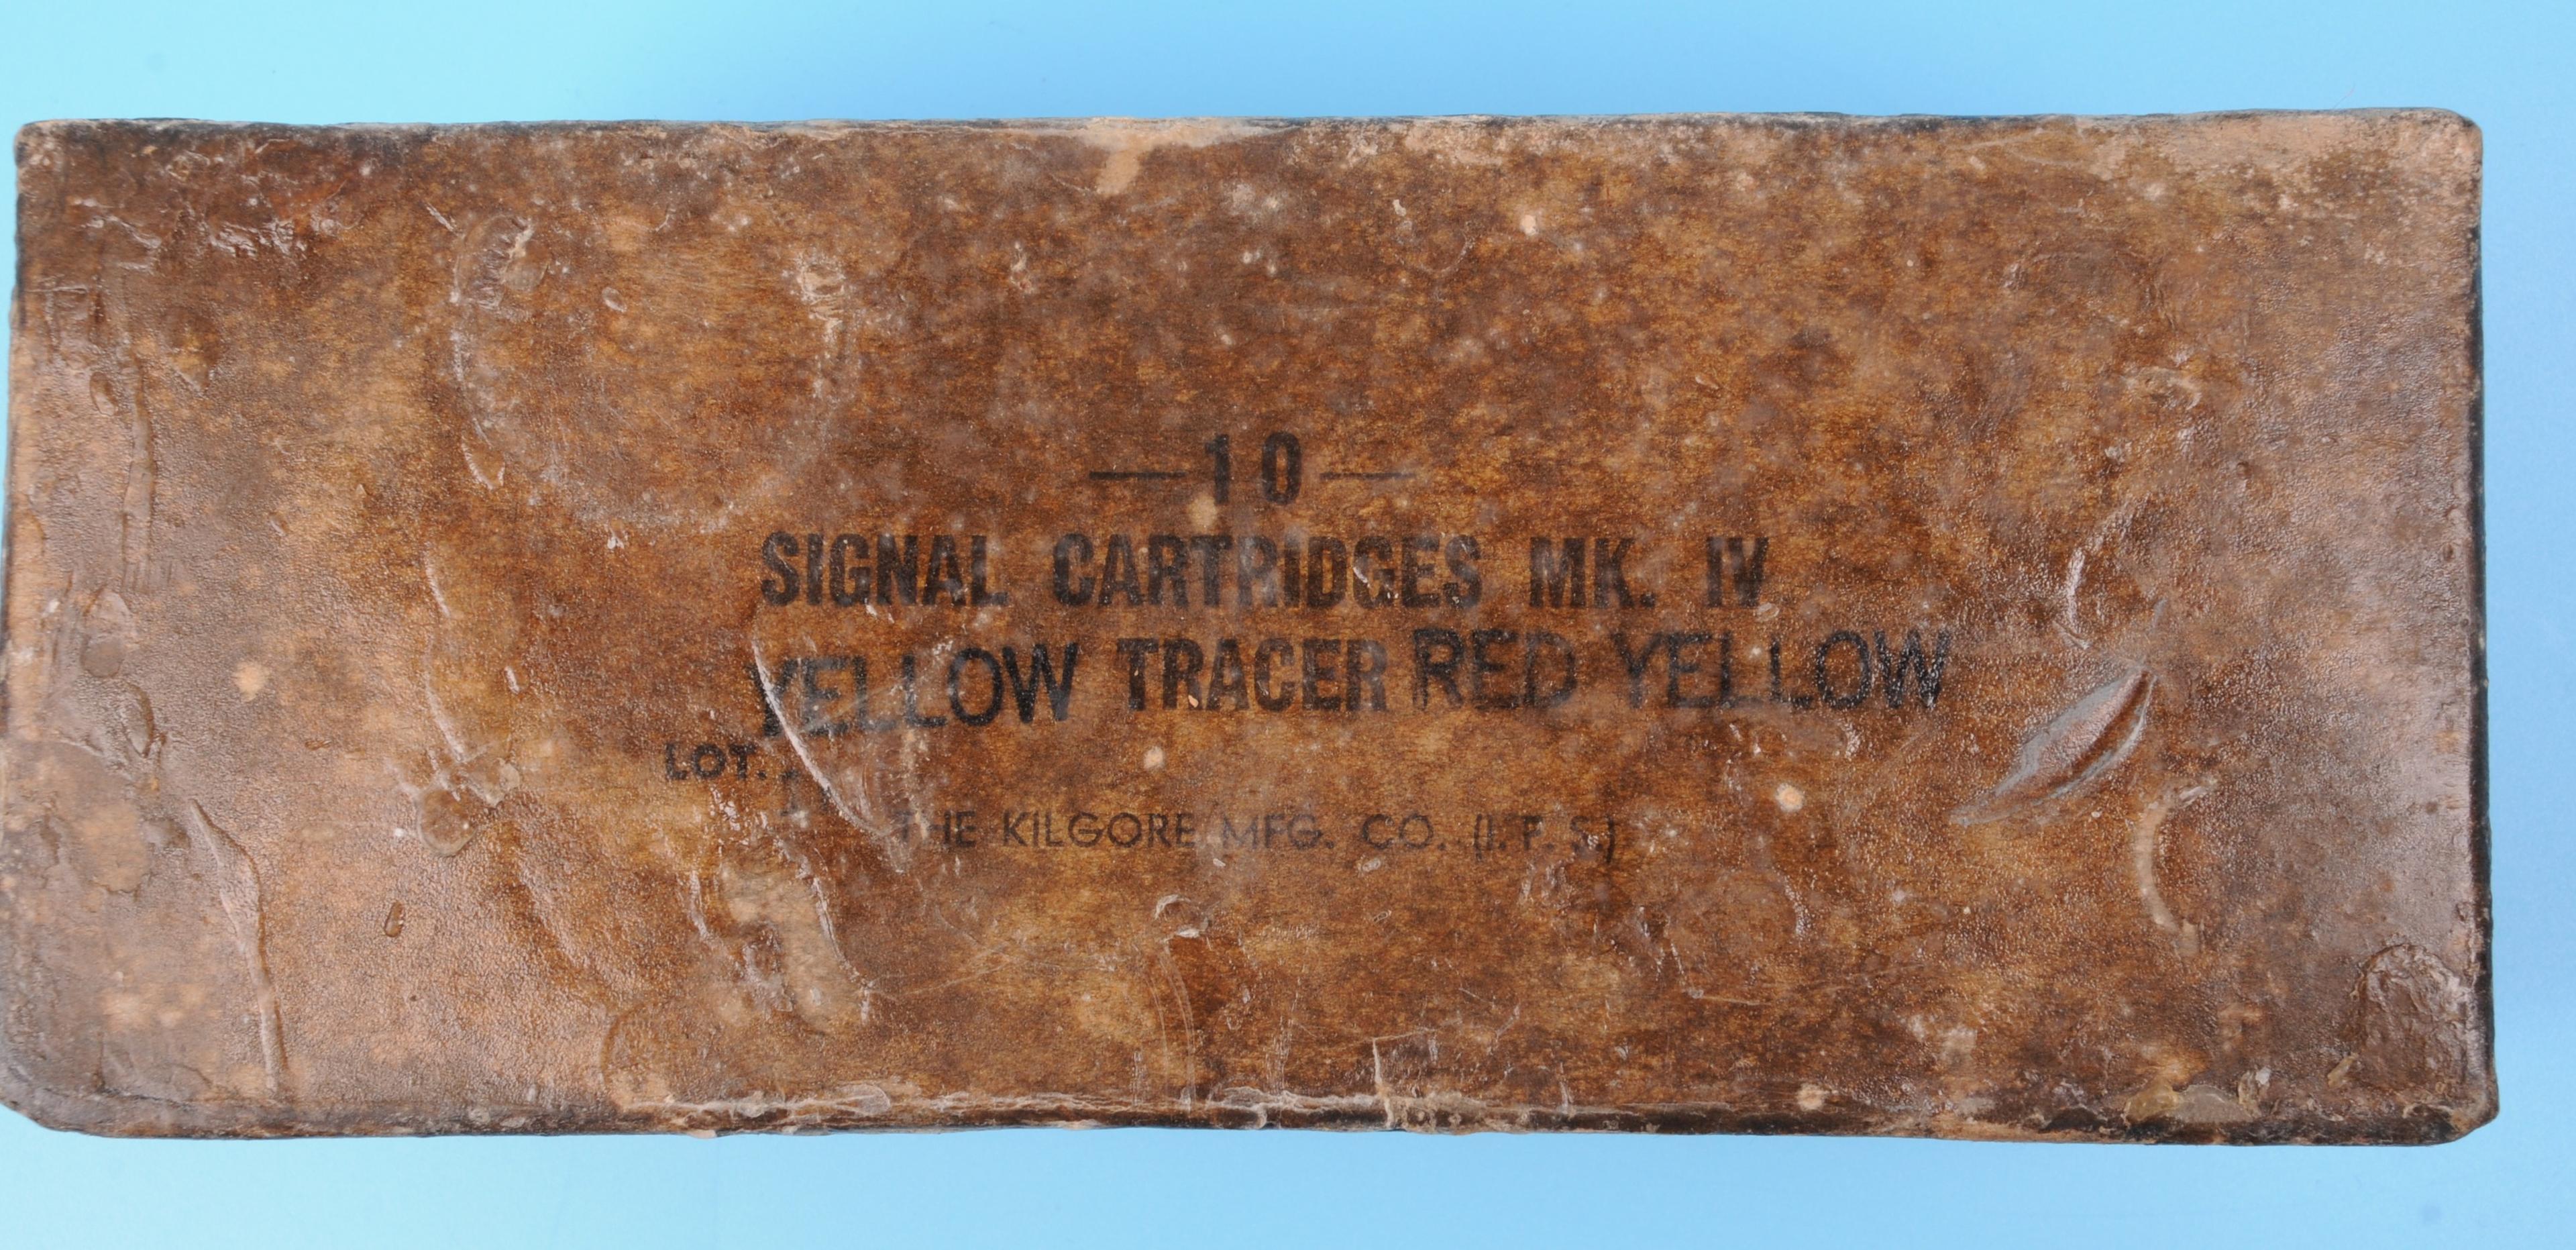 —10—
SIGNAL CARTRIDGES MK. IV
YELLOW TRACER RED YELLOW
LOT.
THE KILGORE MFG. CO. (I. F. S.)